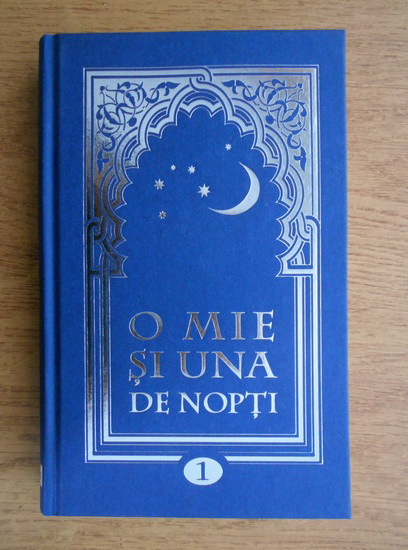 O MIE
ȘI UNA
DE NOPȚI
1